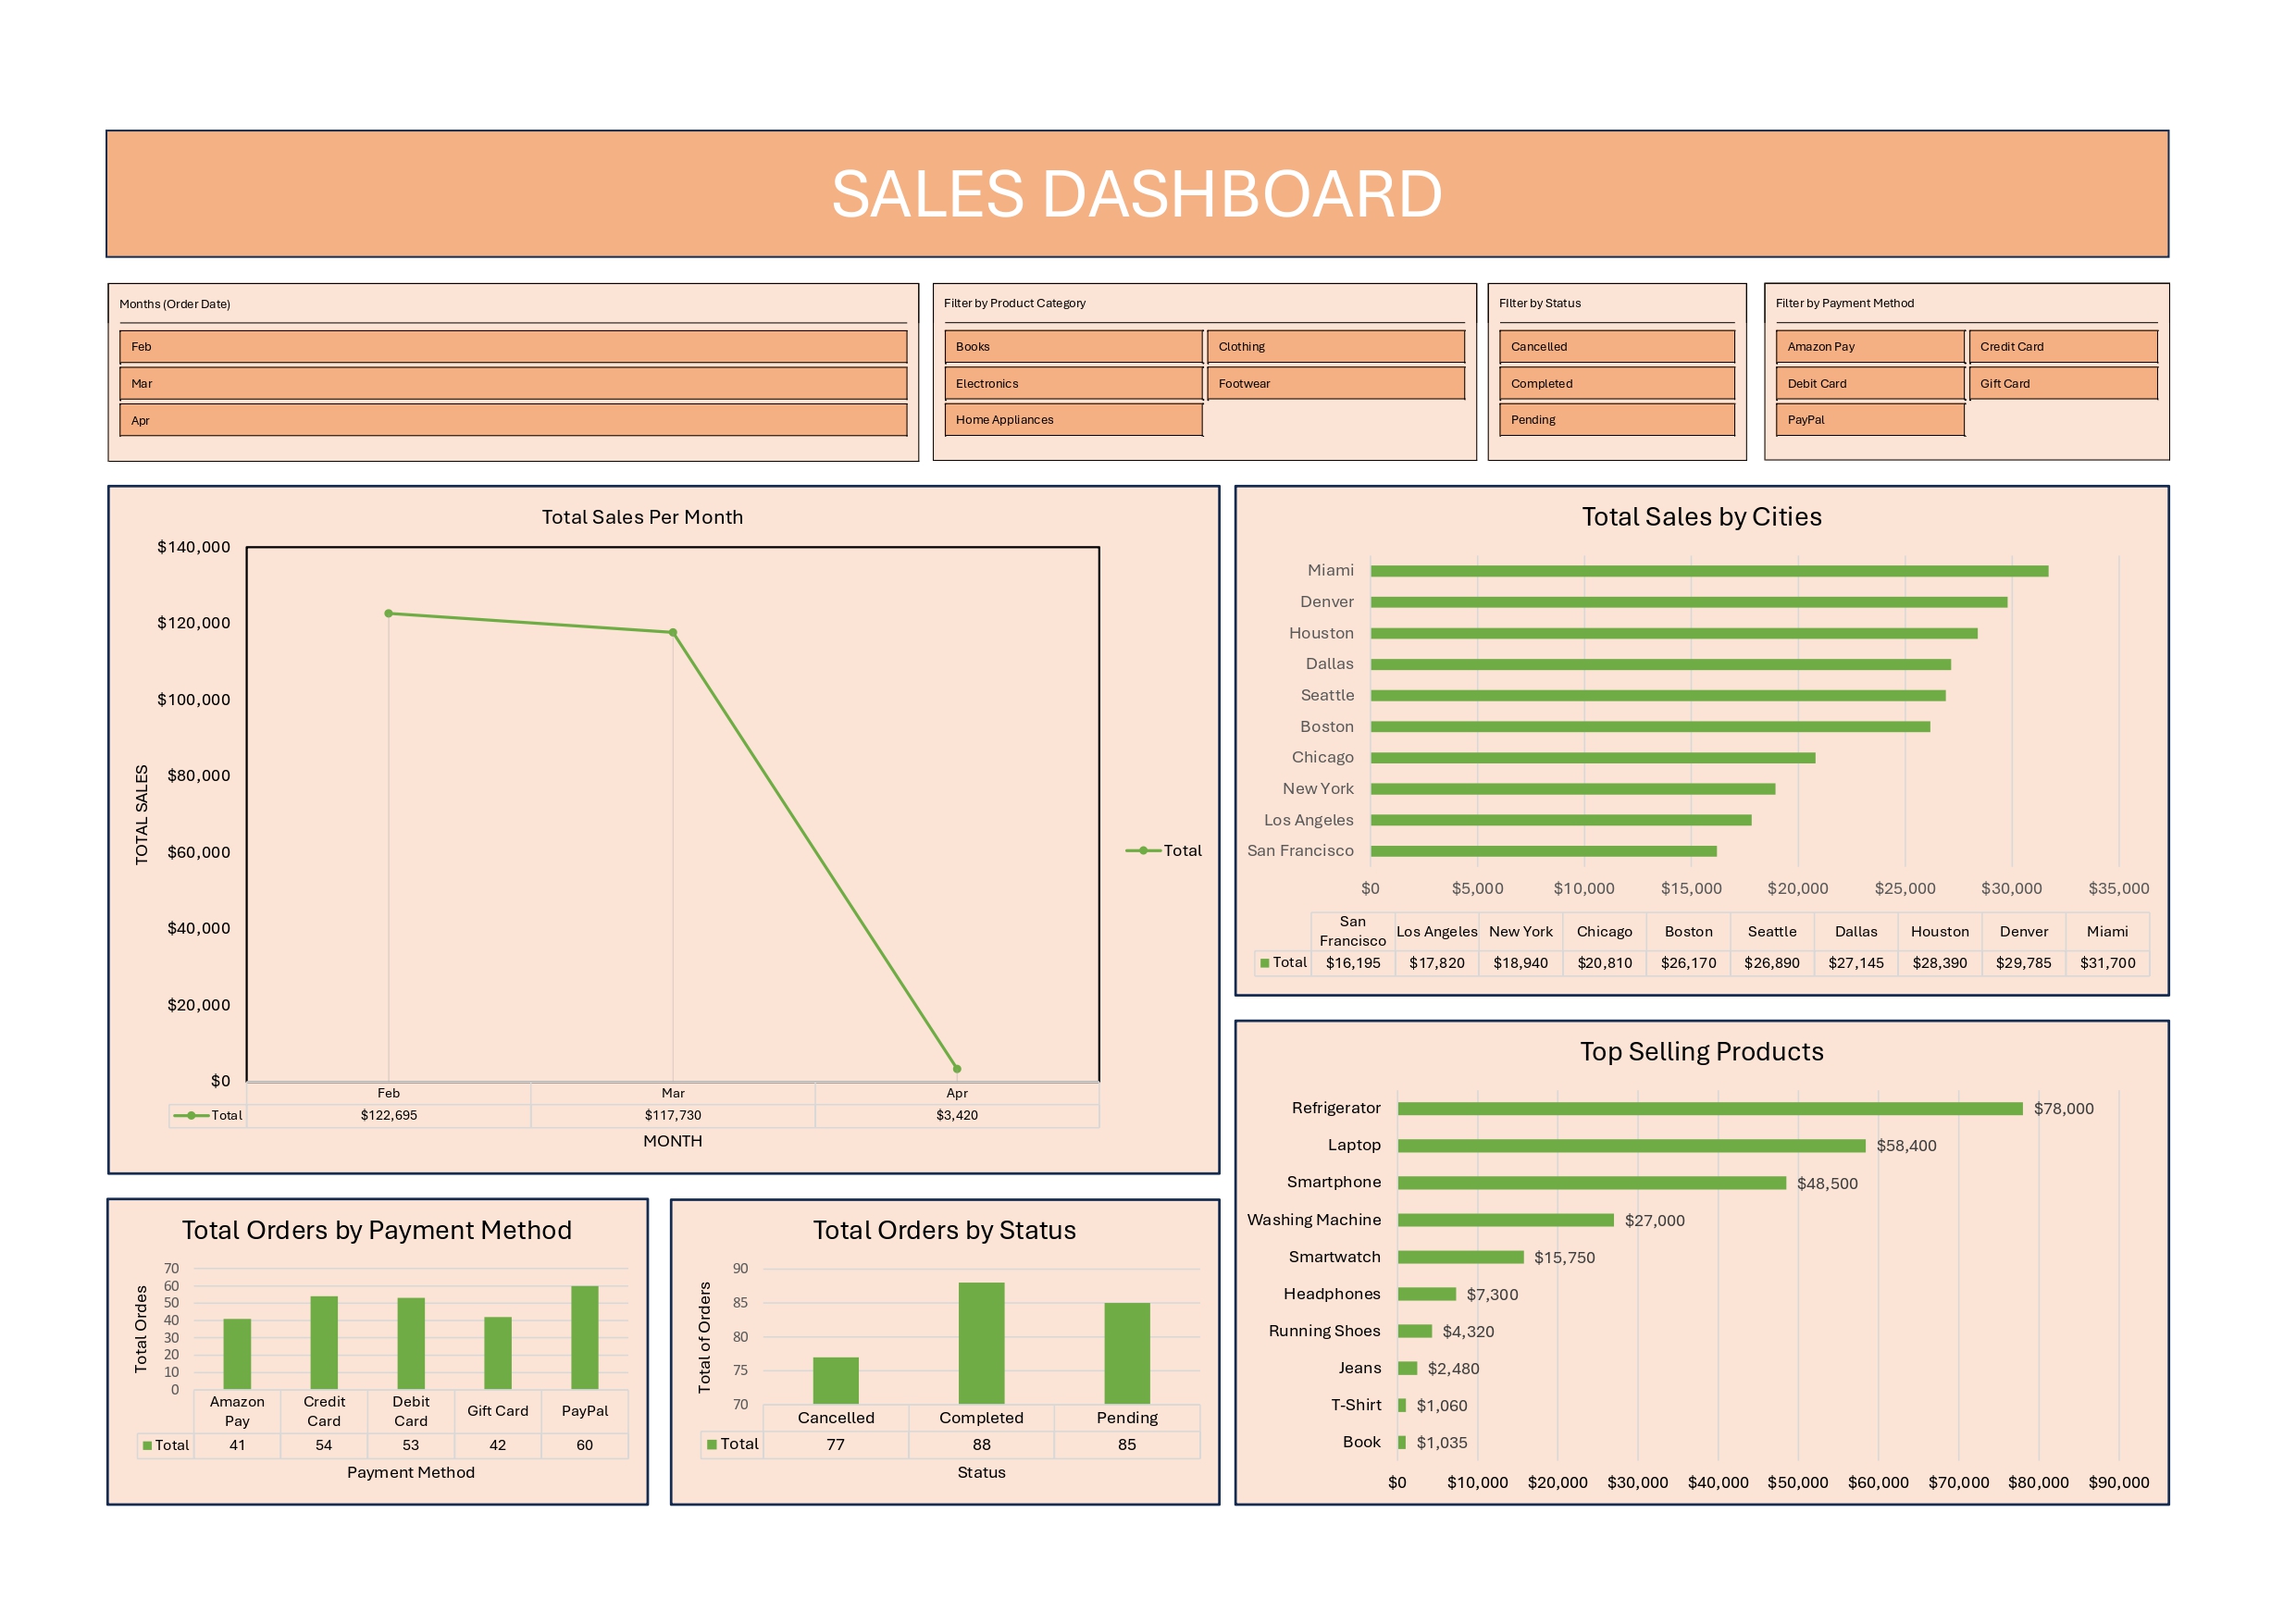 SALES DASHBOARD
Months (Order Date)
Feb
Mar
Apr
Filter by Product Category
Books
Clothing
Electronics
Footwear
Home Appliances
FIlter by Status
Cancelled
Completed
Pending
Filter by Payment Method
Amazon Pay
Credit Card
Debit Card
Gift Card
PayPal
Total Sales Per Month
TOTAL SALES
$140,000
$120,000
$100,000
$80,000
$60,000
$40,000
$20,000
$0
Feb Mar Apr
Total $122,695 $117,730 $3,420
MONTH
Total
Total Sales by Cities
Miami
Denver
Houston
Dallas
Seattle
Boston
Chicago
New York
Los Angeles
San Francisco
$0 $5,000 $10,000 $15,000 $20,000 $25,000 $30,000 $35,000
San Francisco Los Angeles New York Chicago Boston Seattle Dallas Houston Denver Miami
Total $16,195 $17,820 $18,940 $20,810 $26,170 $26,890 $27,145 $28,390 $29,785 $31,700
Total Orders by Payment Method
Total Ordes
70
60
50
40
30
20
10
0
Amazon Pay Credit Card Debit Card Gift Card PayPal
Total 41 54 53 42 60
Payment Method
Total Orders by Status
Total of Orders
90
85
80
75
70
Cancelled Completed Pending
Total 77 88 85
Status
Top Selling Products
Refrigerator $78,000
Laptop $58,400
Smartphone $48,500
Washing Machine $27,000
Smartwatch $15,750
Headphones $7,300
Running Shoes $4,320
Jeans $2,480
T-Shirt $1,060
Book $1,035
$0 $10,000 $20,000 $30,000 $40,000 $50,000 $60,000 $70,000 $80,000 $90,000